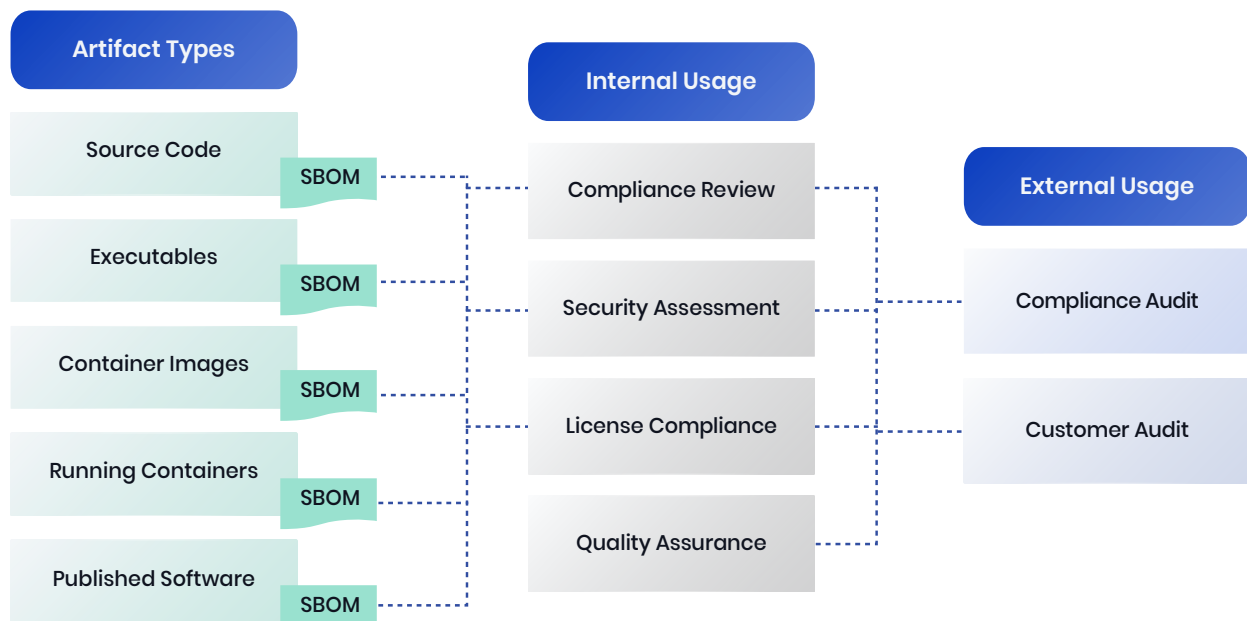 Artifact Types
Source Code
SBOM
Executables
SBOM
Container Images
SBOM
Running Containers
SBOM
Published Software
SBOM
Internal Usage
Compliance Review
Security Assessment
License Compliance
Quality Assurance
External Usage
Compliance Audit
Customer Audit